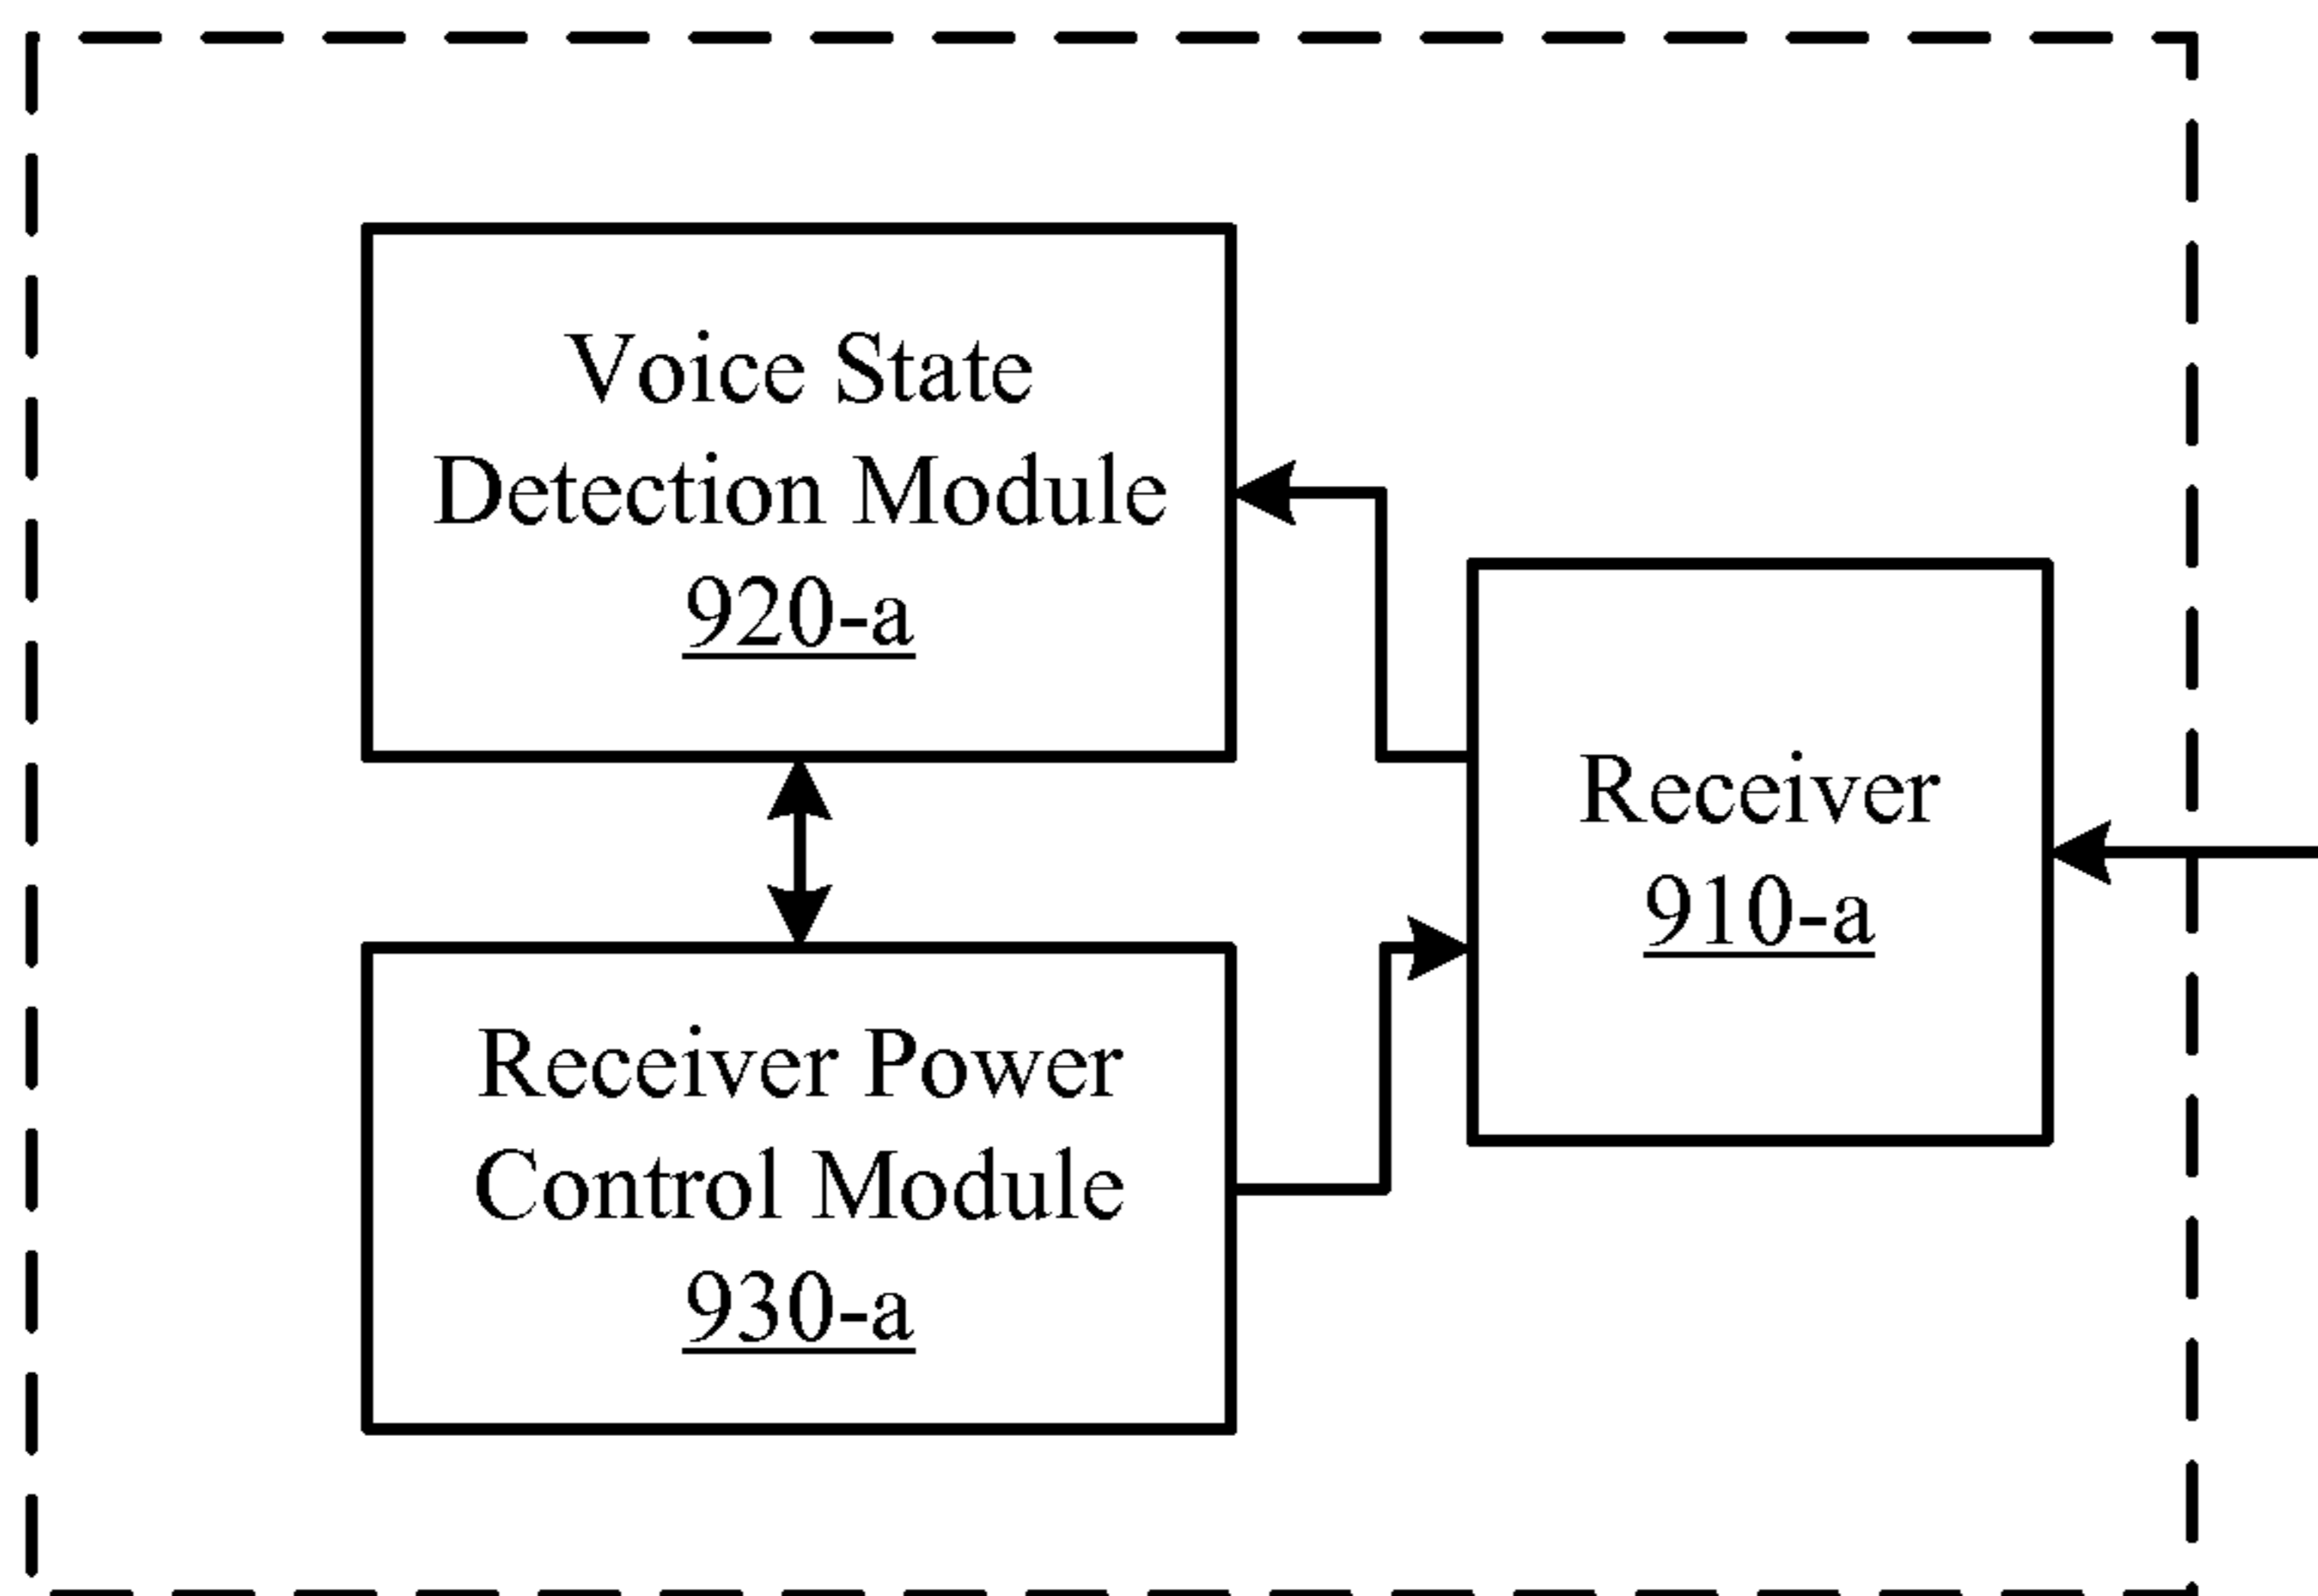 Voice State
Detection Module
920-a
Receiver
910-a
Receiver Power
Control Module
930-a